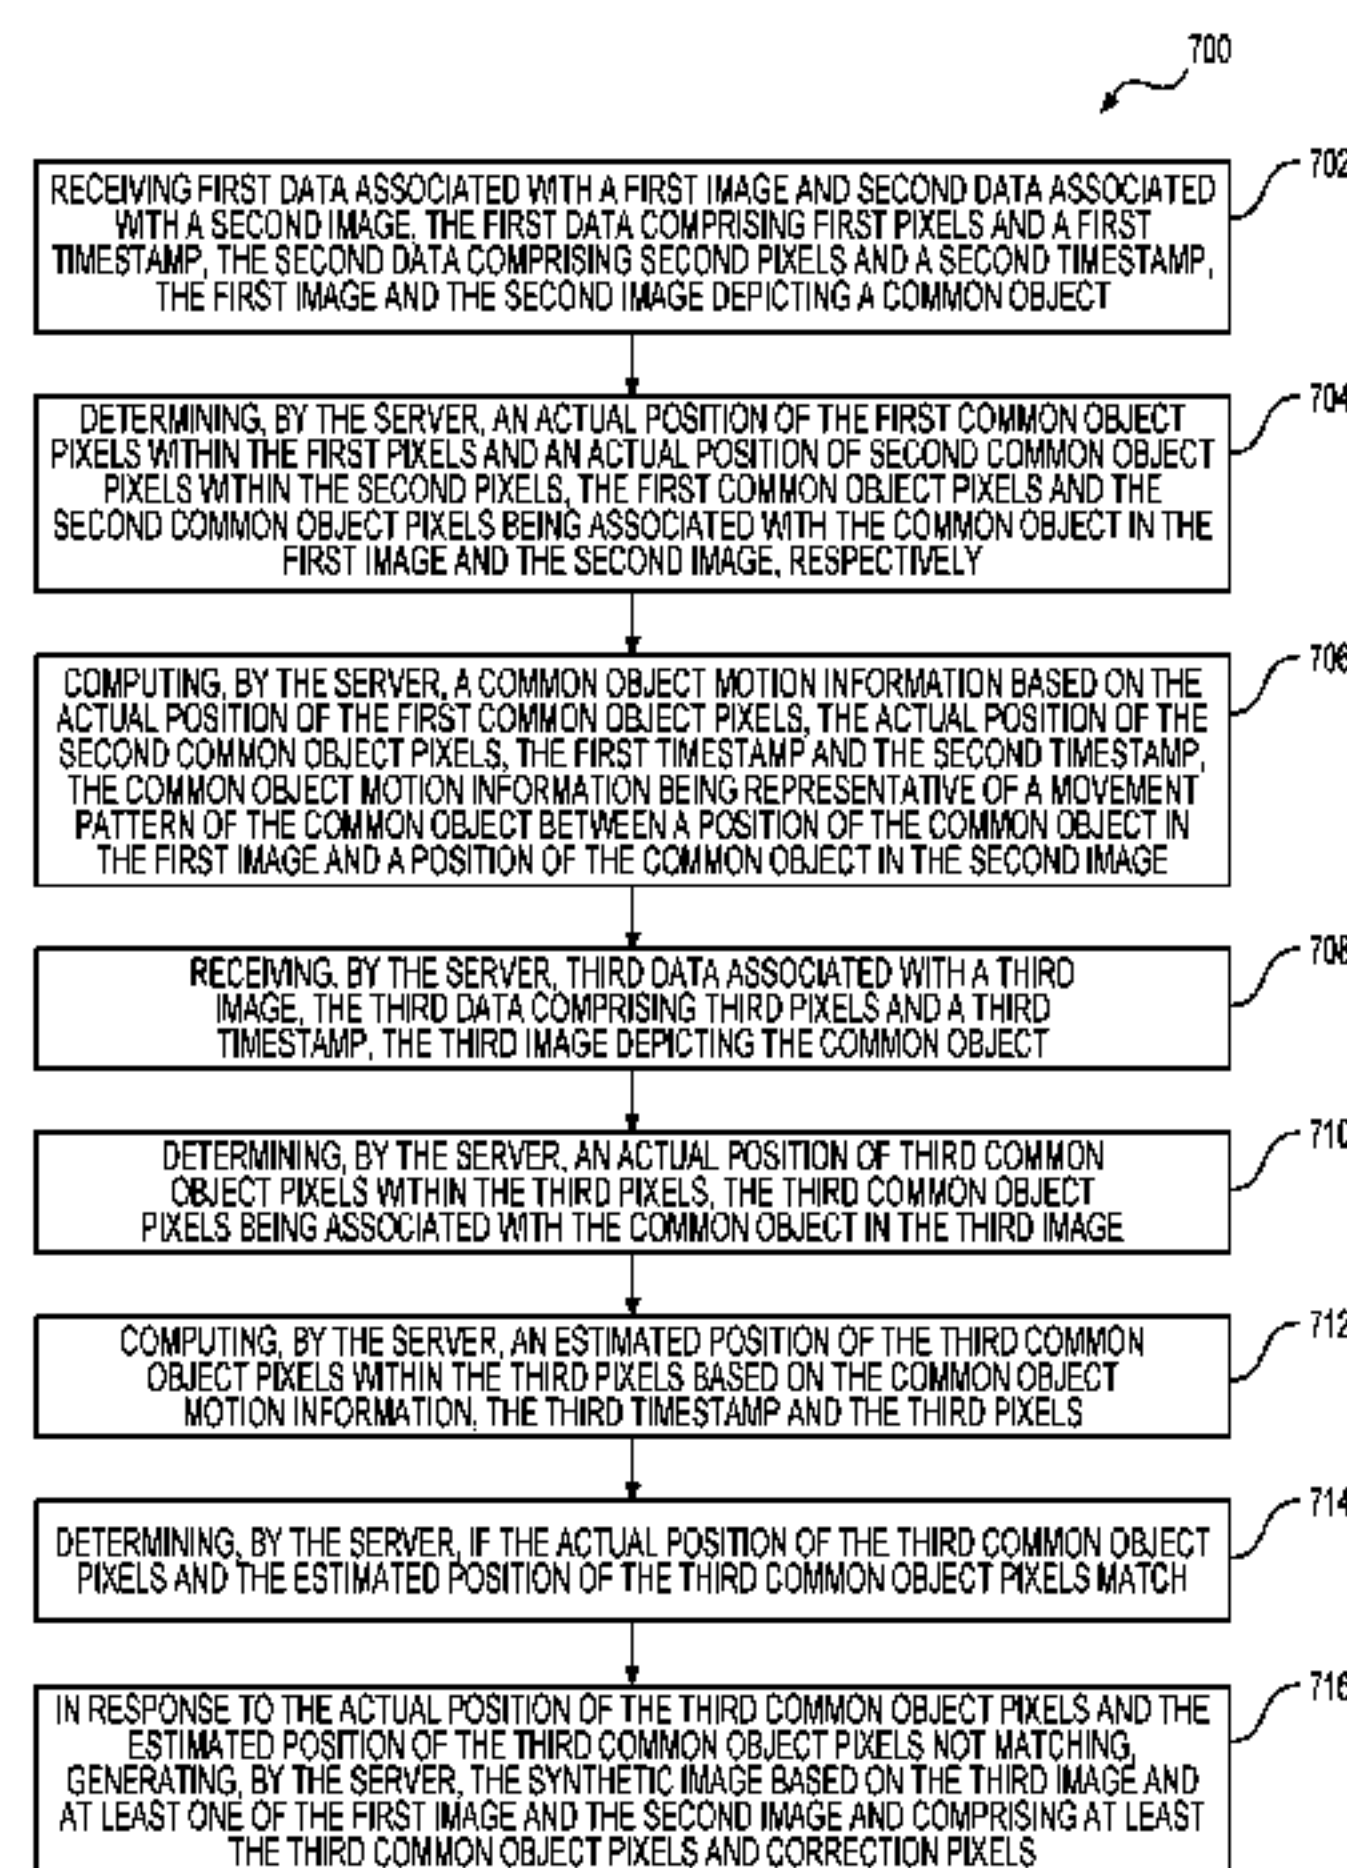 700
702
RECEIVING FIRST DATA ASSOCIATED WITH A FIRST IMAGE AND SECOND DATA ASSOCIATED
WITH A SECOND IMAGE, THE FIRST DATA COMPRISING FIRST PIXELS AND A FIRST
TIMESTAMP, THE SECOND DATA COMPRISING SECOND PIXELS AND A SECOND TIMESTAMP,
THE FIRST IMAGE AND THE SECOND IMAGE DEPICTING A COMMON OBJECT
704
DETERMINING, BY THE SERVER, AN ACTUAL POSITION OF THE FIRST COMMON OBJECT
PIXELS WITHIN THE FIRST PIXELS AND AN ACTUAL POSITION OF SECOND COMMON OBJECT
PIXELS WITHIN THE SECOND PIXELS, THE FIRST COMMON OBJECT PIXELS AND THE
SECOND COMMON OBJECT PIXELS BEING ASSOCIATED WITH THE COMMON OBJECT IN THE
FIRST IMAGE AND THE SECOND IMAGE, RESPECTIVELY
706
COMPUTING, BY THE SERVER, A COMMON OBJECT MOTION INFORMATION BASED ON THE
ACTUAL POSITION OF THE FIRST COMMON OBJECT PIXELS, THE ACTUAL POSITION OF THE
SECOND COMMON OBJECT PIXELS, THE FIRST TIMESTAMP AND THE SECOND TIMESTAMP,
THE COMMON OBJECT MOTION INFORMATION BEING REPRESENTATIVE OF A MOVEMENT
PATTERN OF THE COMMON OBJECT BETWEEN A POSITION OF THE COMMON OBJECT IN
THE FIRST IMAGE AND A POSITION OF THE COMMON OBJECT IN THE SECOND IMAGE
708
RECEIVING, BY THE SERVER, THIRD DATA ASSOCIATED WITH A THIRD
IMAGE, THE THIRD DATA COMPRISING THIRD PIXELS AND A THIRD
TIMESTAMP, THE THIRD IMAGE DEPICTING THE COMMON OBJECT
710
DETERMINING, BY THE SERVER, AN ACTUAL POSITION OF THIRD COMMON
OBJECT PIXELS WITHIN THE THIRD PIXELS, THE THIRD COMMON OBJECT
PIXELS BEING ASSOCIATED WITH THE COMMON OBJECT IN THE THIRD IMAGE
712
COMPUTING, BY THE SERVER, AN ESTIMATED POSITION OF THE THIRD COMMON
OBJECT PIXELS WITHIN THE THIRD PIXELS BASED ON THE COMMON OBJECT
MOTION INFORMATION, THE THIRD TIMESTAMP AND THE THIRD PIXELS
714
DETERMINING, BY THE SERVER, IF THE ACTUAL POSITION OF THE THIRD COMMON OBJECT
PIXELS AND THE ESTIMATED POSITION OF THE THIRD COMMON OBJECT PIXELS MATCH
716
IN RESPONSE TO THE ACTUAL POSITION OF THE THIRD COMMON OBJECT PIXELS AND THE
ESTIMATED POSITION OF THE THIRD COMMON OBJECT PIXELS NOT MATCHING,
GENERATING, BY THE SERVER, THE SYNTHETIC IMAGE BASED ON THE THIRD IMAGE AND
AT LEAST ONE OF THE FIRST IMAGE AND THE SECOND IMAGE AND COMPRISING AT LEAST
THE THIRD COMMON OBJECT PIXELS AND CORRECTION PIXELS